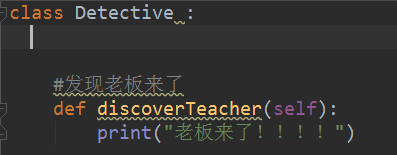 class Detective :
#发现老板来了
def discoverTeacher(self):
print("老板来了！！！！")